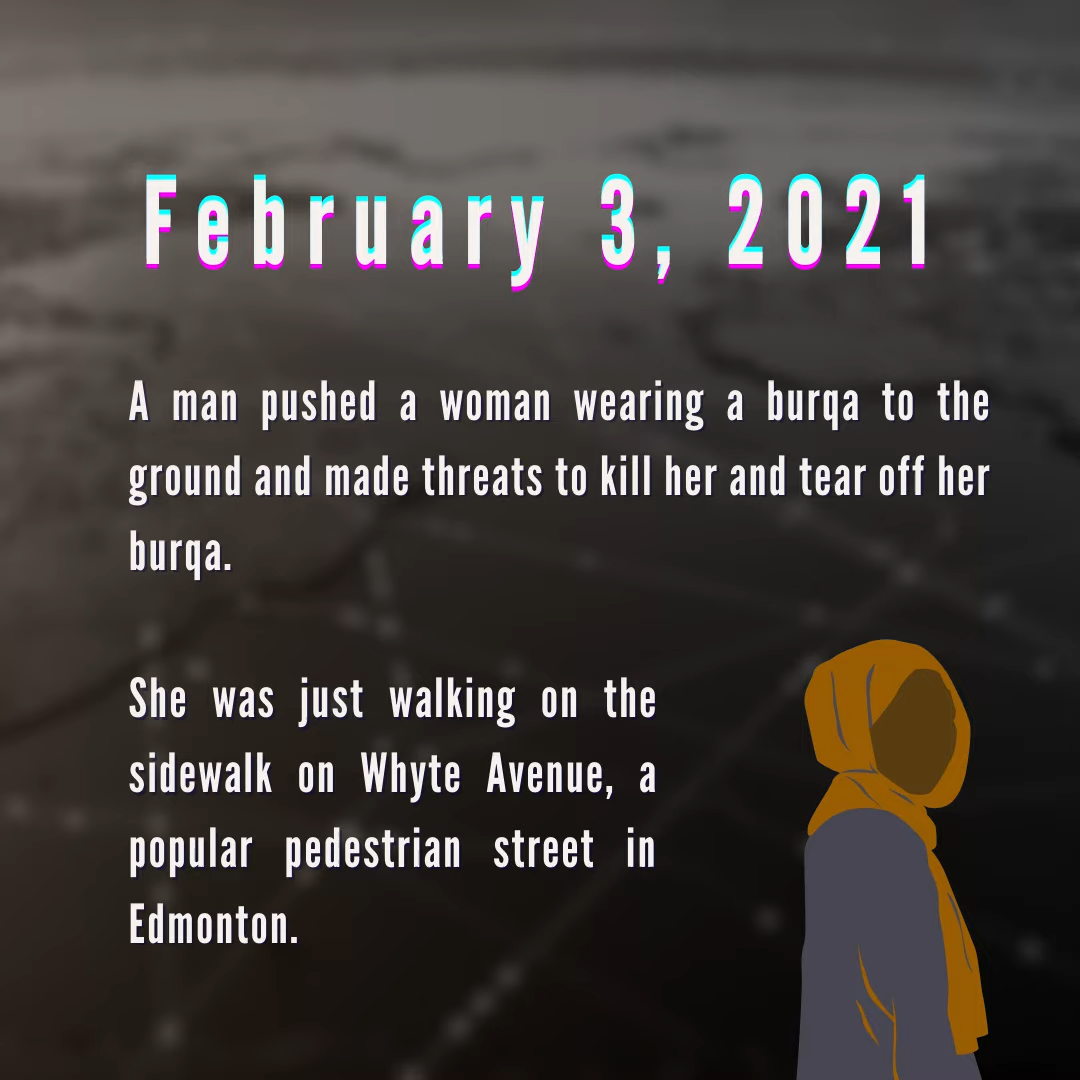 February 3, 2021
A man pushed a woman wearing a burqa to the
ground and made threats to kill her and tear off her
burqa.
She was just walking on the
sidewalk on Whyte Avenue, a
popular pedestrian street in
Edmonton.